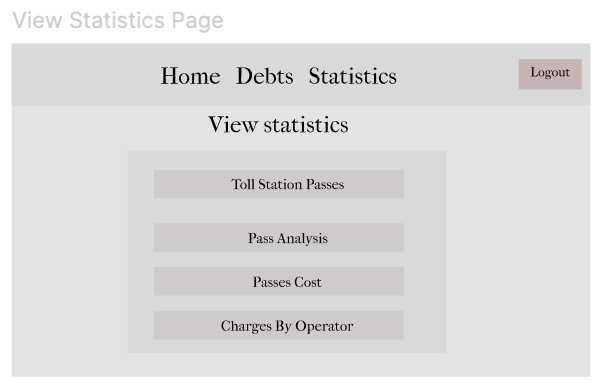 View Statistics Page
Home Debts Statistics Logout
View statistics
Toll Station Passes
Pass Analysis
Passes Cost
Charges By Operator